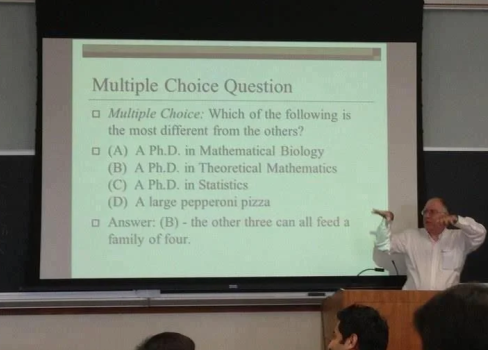 Multiple Choice Question
□ Multiple Choice: Which of the following is
the most different from the others?
□ (A) A Ph.D. in Mathematical Biology
(B) A Ph.D. in Theoretical Mathematics
(C) A Ph.D. in Statistics
(D) A large pepperoni pizza
□ Answer: (B) - the other three can all feed a
family of four.